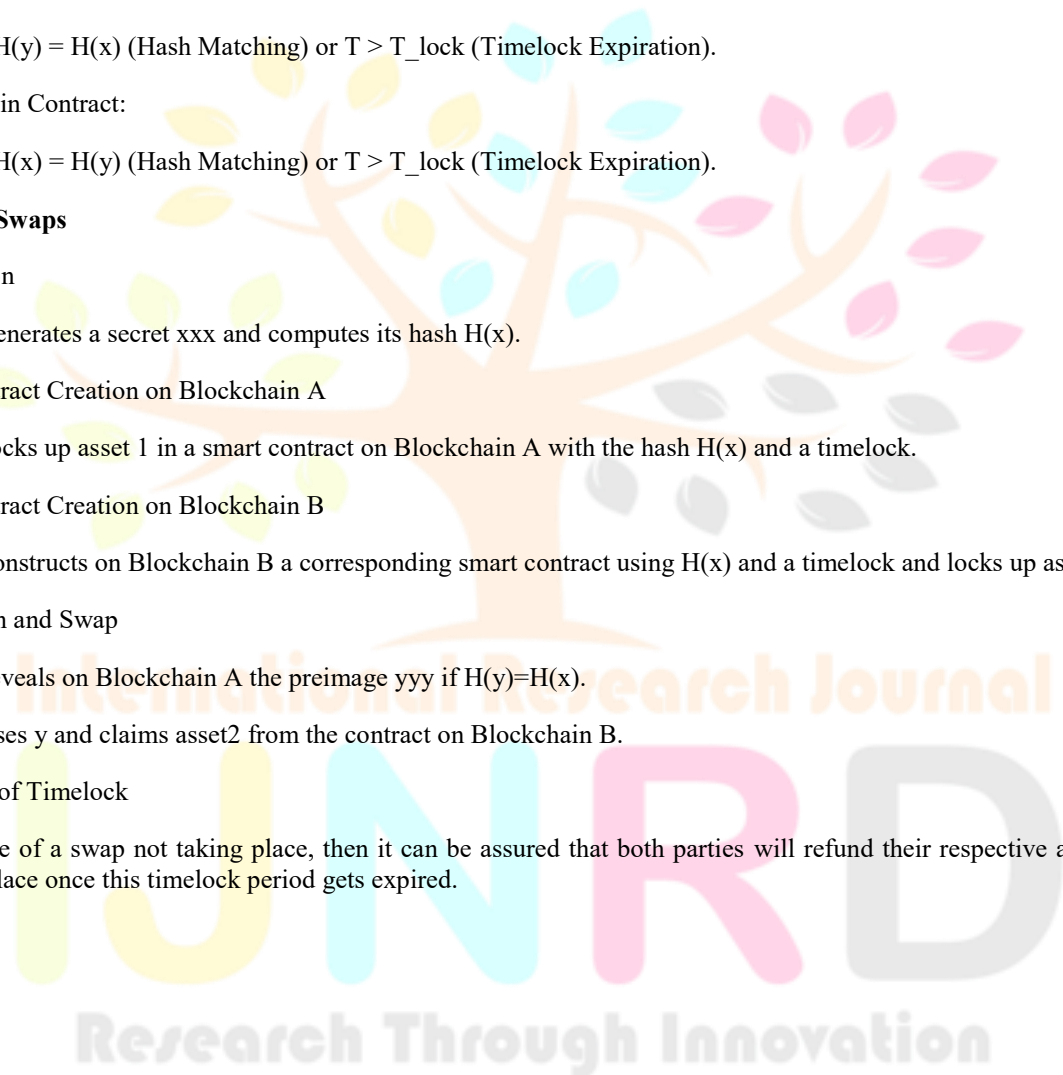 H(y) = H(x) (Hash Matching) or T > T_lock (Timelock Expiration).
in Contract:
H(x) = H(y) (Hash Matching) or T > T_lock (Timelock Expiration).
Swaps
n
enerates a secret xxx and computes its hash H(x).
ract Creation on Blockchain A
ocks up asset 1 in a smart contract on Blockchain A with the hash H(x) and a timelock.
ract Creation on Blockchain B
onstructs on Blockchain B a corresponding smart contract using H(x) and a timelock and locks up as
n and Swap
veals on Blockchain A the preimage yyy if H(y)=H(x).
International Research Journal
ses y and claims asset2 from the contract on Blockchain B.
of Timelock
e of a swap not taking place, then it can be assured that both parties will refund their respective a
lace once this timelock period gets expired.
IJNRD
Research Through Innovation